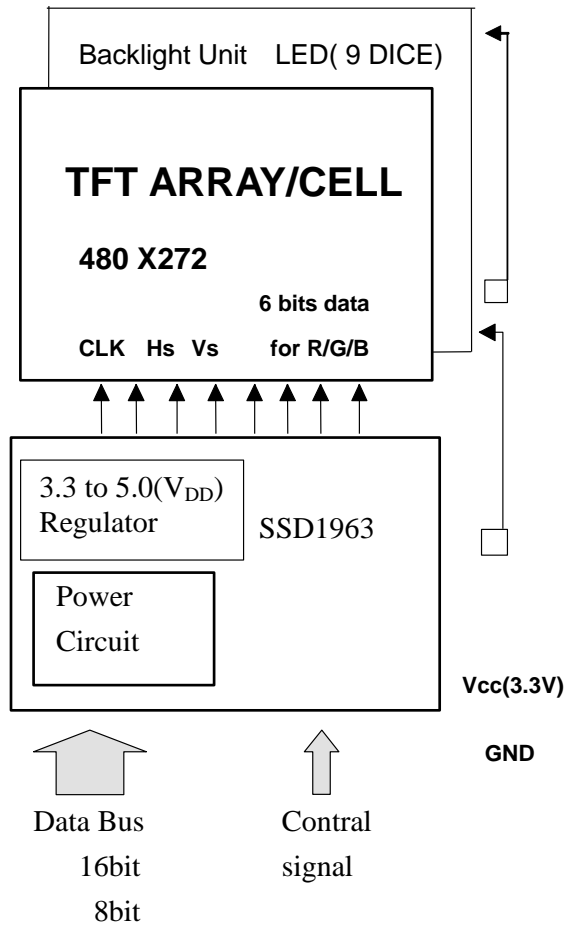 Backlight Unit LED( 9 DICE)
TFT ARRAY/CELL
480 X272
6 bits data
CLK Hs Vs for R/G/B
3.3 to 5.0(VDD)
Regulator
SSD1963
Power
Circuit
Vcc(3.3V)
GND
Data Bus
16bit
8bit
Contral
signal